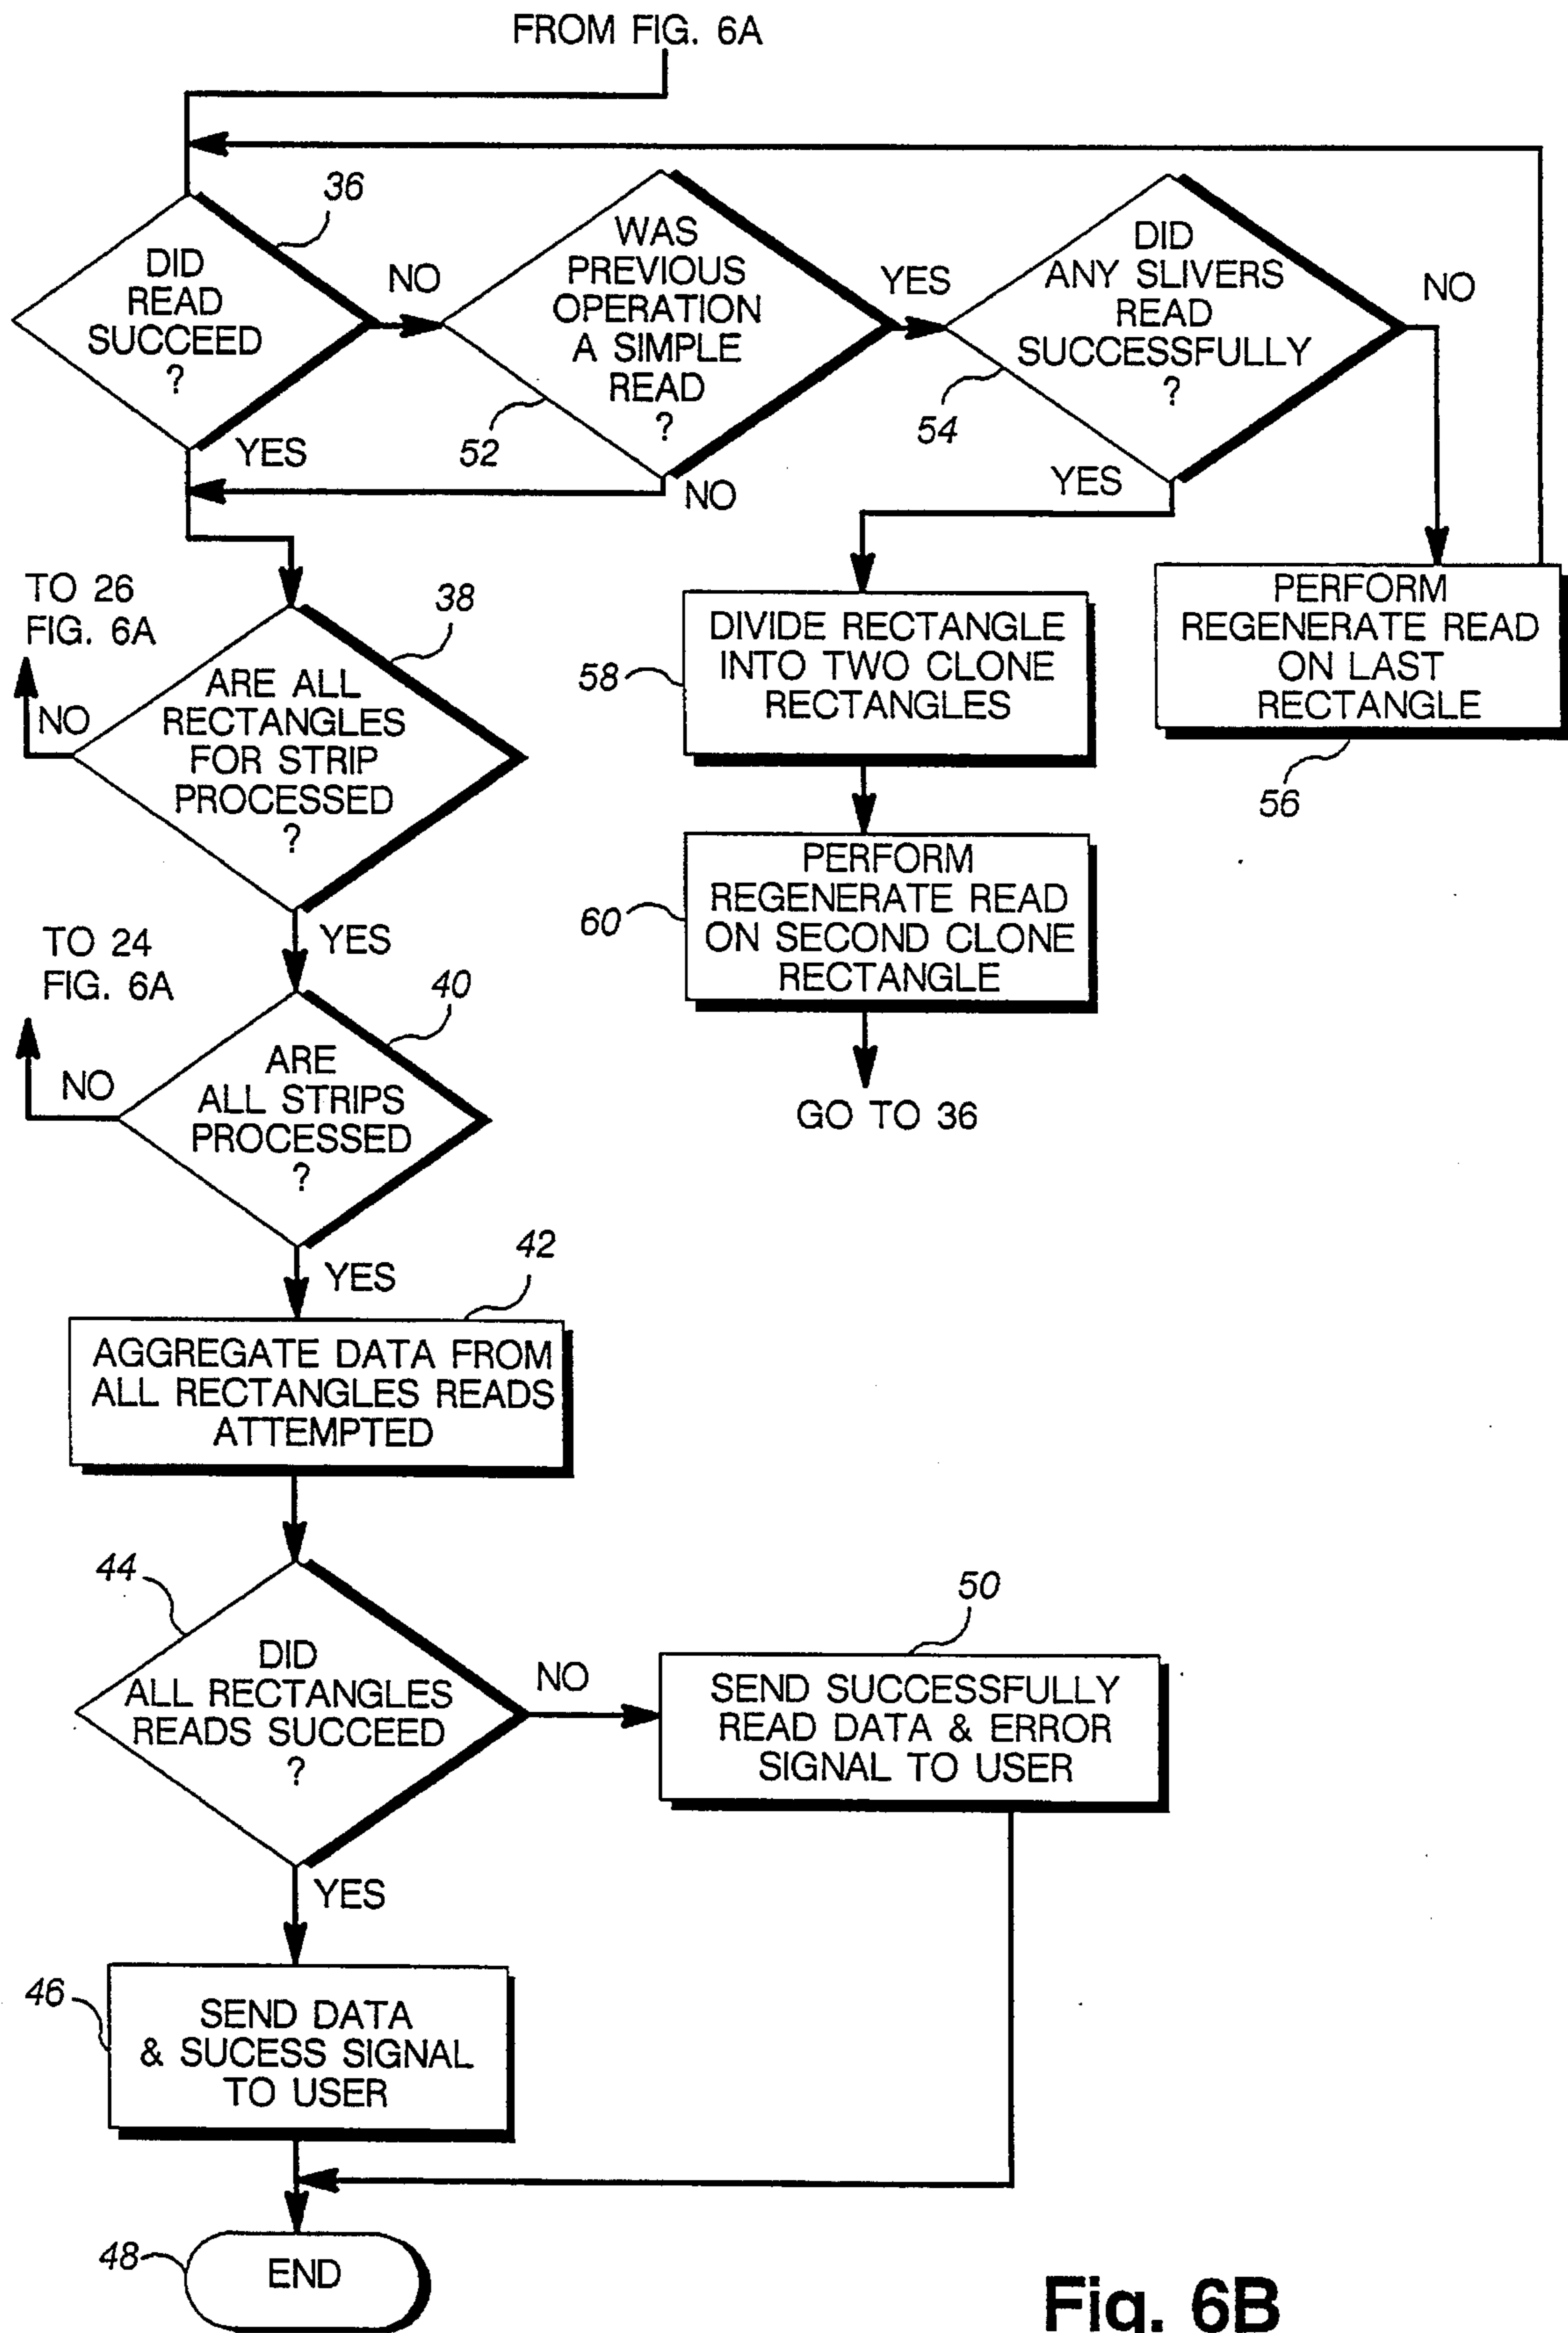 FROM FIG. 6A
36
DID
READ
SUCCEED
?
NO
YES
WAS
PREVIOUS
OPERATION
A SIMPLE
READ
?
52
YES
NO
DID
ANY SLIVERS
READ
SUCCESSFULLY
?
54
NO
YES
TO 26
FIG. 6A
NO
38
ARE ALL
RECTANGLES
FOR STRIP
PROCESSED
?
YES
58
DIVIDE RECTANGLE
INTO TWO CLONE
RECTANGLES
PERFORM
REGENERATE READ
ON LAST
RECTANGLE
56
60
PERFORM
REGENERATE READ
ON SECOND CLONE
RECTANGLE
GO TO 36
TO 24
FIG. 6A
NO
40
ARE
ALL STRIPS
PROCESSED
?
YES
42
AGGREGATE DATA FROM
ALL RECTANGLES READS
ATTEMPTED
44
DID
ALL RECTANGLES
READS SUCCEED
?
NO
YES
50
SEND SUCCESSFULLY
READ DATA & ERROR
SIGNAL TO USER
46
SEND DATA
& SUCESS SIGNAL
TO USER
48
END
Fig. 6B